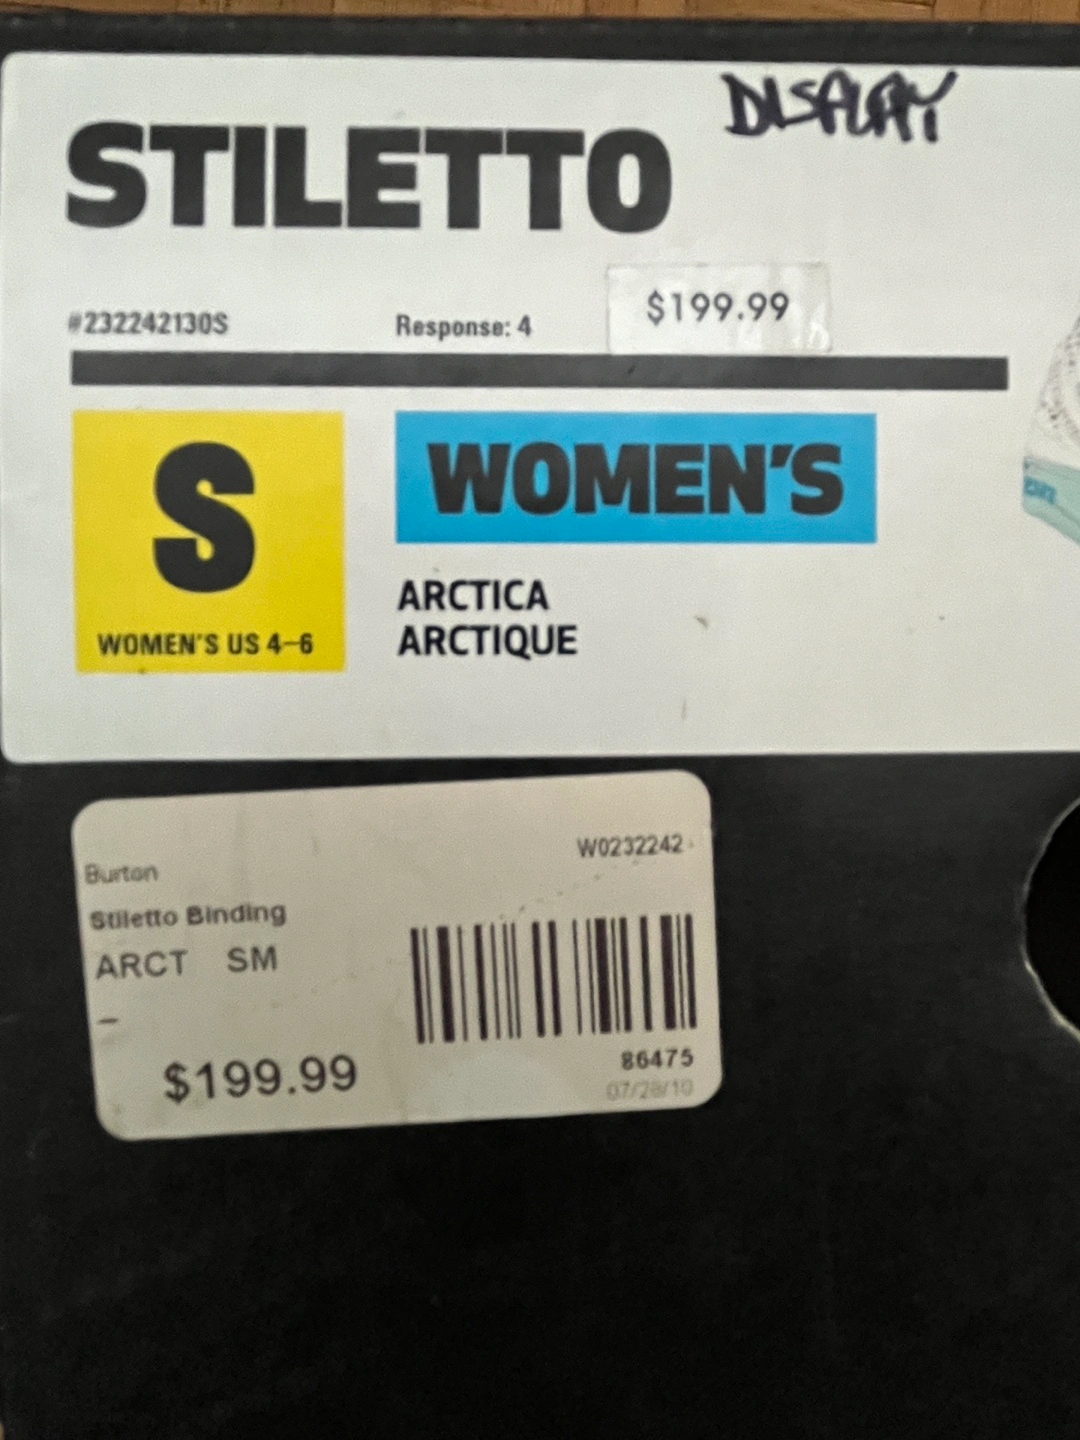 DISPLAY
STILETTO
$199.99
#232242130S
Response: 4
S
WOMEN'S US 4–6
WOMEN'S
ARCTICA
ARCTIQUE
W0232242
Burton
Stiletto Binding
ARCT SM
–
$199.99
86475
07/28/10